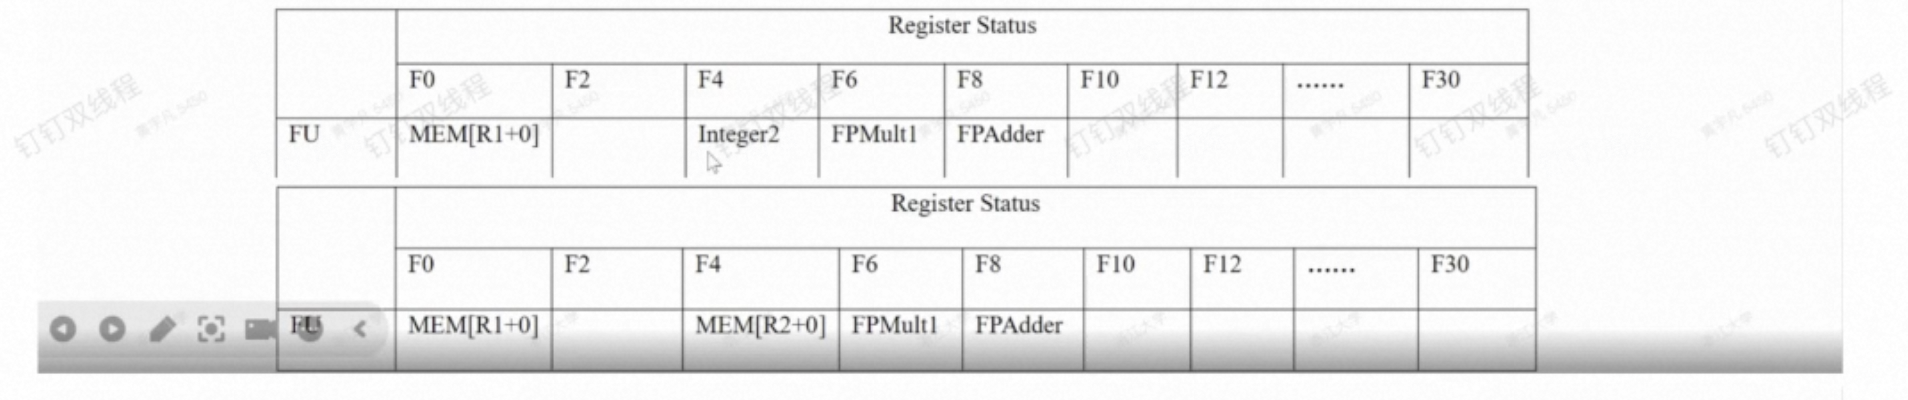 Register Status
F0 F2 F4 F6 F8 F10 F12 ...... F30
FU MEM[R1+0] Integer2 FPMult1 FPAdder
Register Status
F0 F2 F4 F6 F8 F10 F12 ...... F30
FU MEM[R1+0] MEM[R2+0] FPMult1 FPAdder
钉钉双线程
钉钉双线程
钉钉双线程
钉钉双线程
钉钉双线程
钉钉双线程